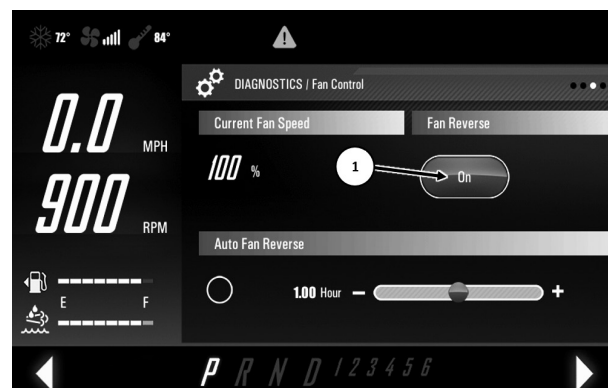 72° 84°
DIAGNOSTICS / Fan Control
0.0 MPH
Current Fan Speed Fan Reverse
100 % 1 On
900 RPM
Auto Fan Reverse
E F
1.00 Hour − +
P R N D 1 2 3 4 5 6